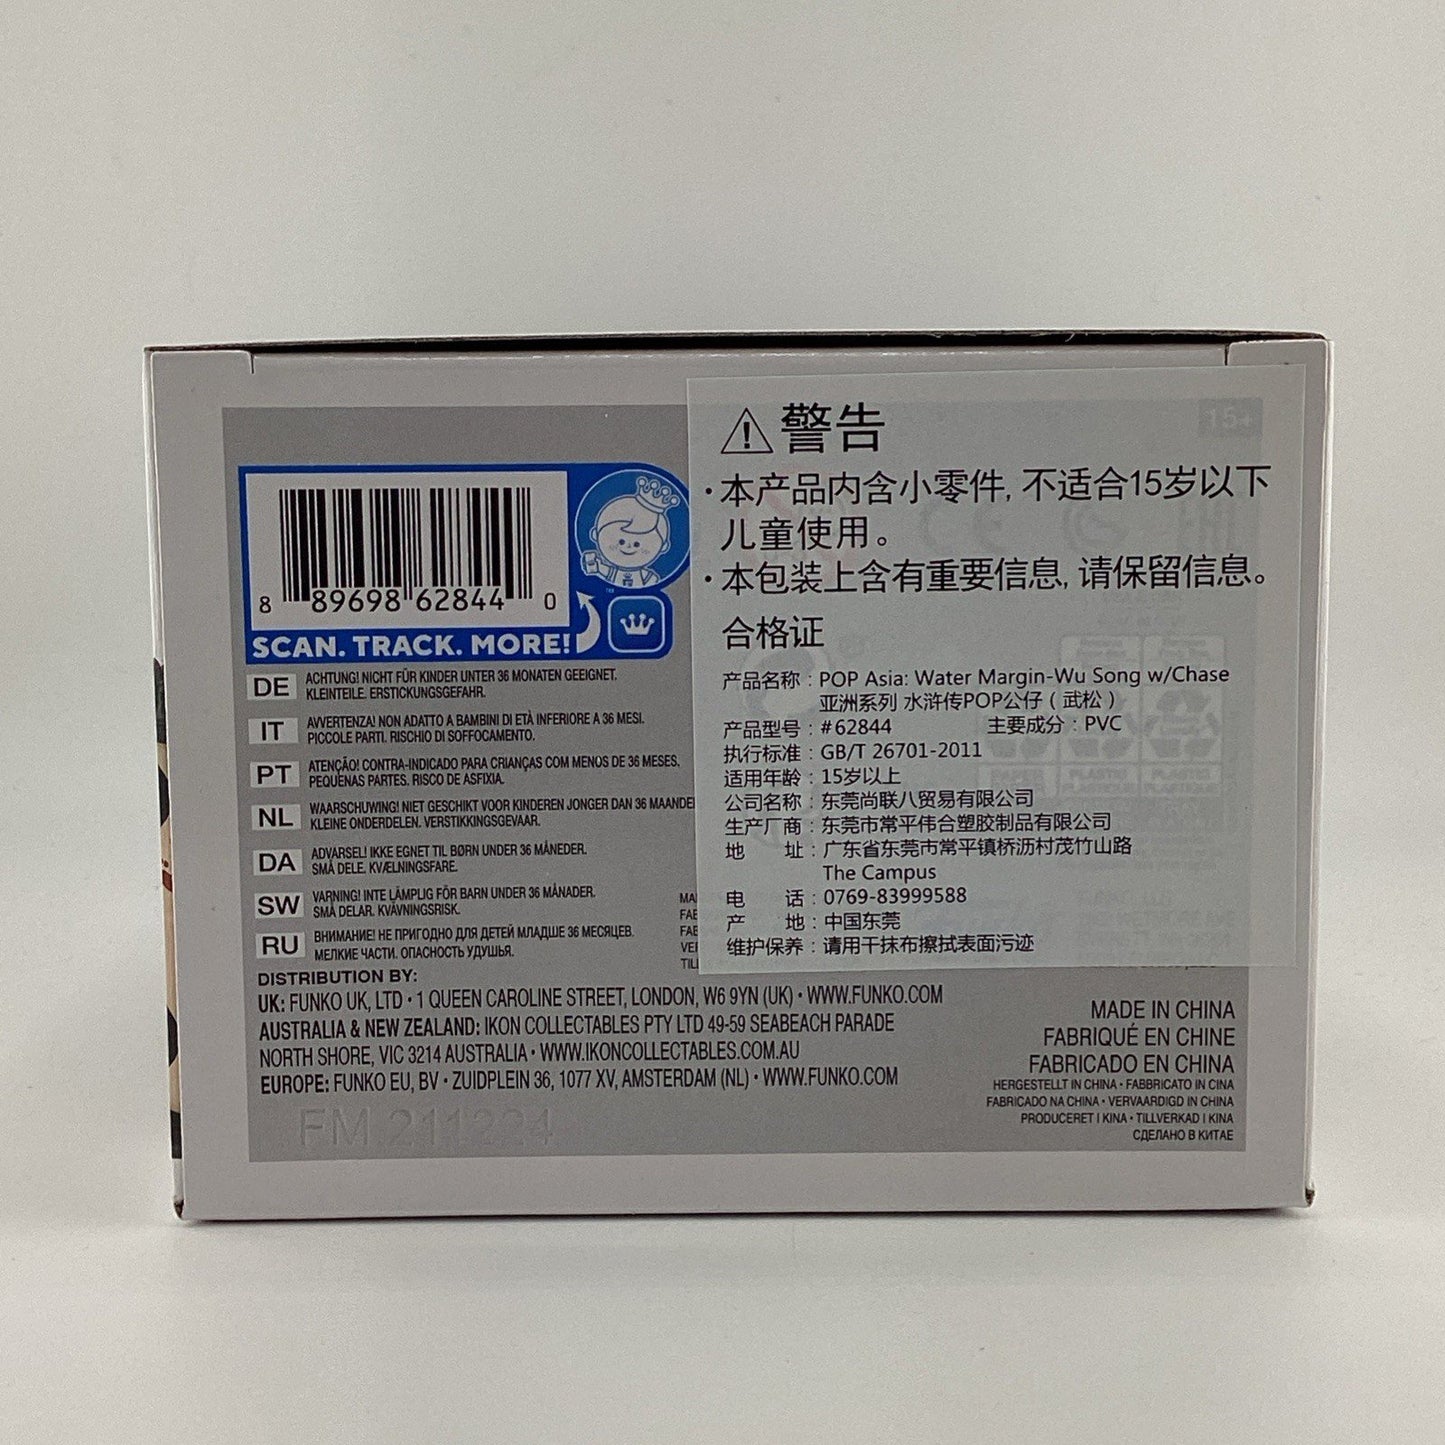 8 89698 62844 0
SCAN. TRACK. MORE!
DE ACHTUNG! NICHT FÜR KINDER UNTER 36 MONATEN GEEIGNET.
KLEINTEILE. ERSTICKUNGSGEFAHR.
IT AVVERTENZA! NON ADATTO A BAMBINI DI ETÀ INFERIORE A 36 MESI.
PICCOLE PARTI. RISCHIO DI SOFFOCAMENTO.
PT ATENÇÃO! CONTRA-INDICADO PARA CRIANÇAS COM MENOS DE 36 MESES.
PEQUENAS PARTES. RISCO DE ASFIXIA.
NL WAARSCHUWING! NIET GESCHIKT VOOR KINDEREN JONGER DAN 36 MAANDE
KLEINE ONDERDELEN. VERSTIKKINGSGEVAAR.
DA ADVARSEL! IKKE EGNET TIL BØRN UNDER 36 MÅNEDER.
SMÅ DELE. KVÆLNINGSFARE.
SW VARNING! INTE LÄMPLIG FÖR BARN UNDER 36 MÅNADER.
SMÅ DELAR. KVÄVNINGSRISK.
RU ВНИМАНИЕ! НЕ ПРИГОДНО ДЛЯ ДЕТЕЙ МЛАДШЕ 36 МЕСЯЦЕВ.
МЕЛКИЕ ЧАСТИ. ОПАСНОСТЬ УДУШЬЯ.
15+
警告
·本产品内含小零件, 不适合15岁以下
儿童使用。
·本包装上含有重要信息, 请保留信息。
合格证
产品名称：POP Asia: Water Margin-Wu Song w/Chase
亚洲系列 水浒传POP公仔（武松）
产品型号：#62844 主要成分：PVC
执行标准：GB/T 26701-2011
适用年龄：15岁以上
公司名称：东莞尚联八贸易有限公司
生产厂商：东莞市常平伟合塑胶制品有限公司
地 址：广东省东莞市常平镇桥沥村茂竹山路
The Campus
电 话：0769-83999588
产 地：中国东莞
维护保养：请用干抹布擦拭表面污迹
DISTRIBUTION BY:
UK: FUNKO UK, LTD • 1 QUEEN CAROLINE STREET, LONDON, W6 9YN (UK) • WWW.FUNKO.COM
AUSTRALIA & NEW ZEALAND: IKON COLLECTABLES PTY LTD 49-59 SEABEACH PARADE
NORTH SHORE, VIC 3214 AUSTRALIA • WWW.IKONCOLLECTABLES.COM.AU
EUROPE: FUNKO EU, BV • ZUIDPLEIN 36, 1077 XV, AMSTERDAM (NL) • WWW.FUNKO.COM
MADE IN CHINA
FABRIQUÉ EN CHINE
FABRICADO EN CHINA
HERGESTELLT IN CHINA • FABBRICATO IN CINA
FABRICADO NA CHINA • VERVAARDIGD IN CHINA
PRODUCERET I KINA • TILLVERKAD I KINA
СДЕЛАНО В КИТАЕ